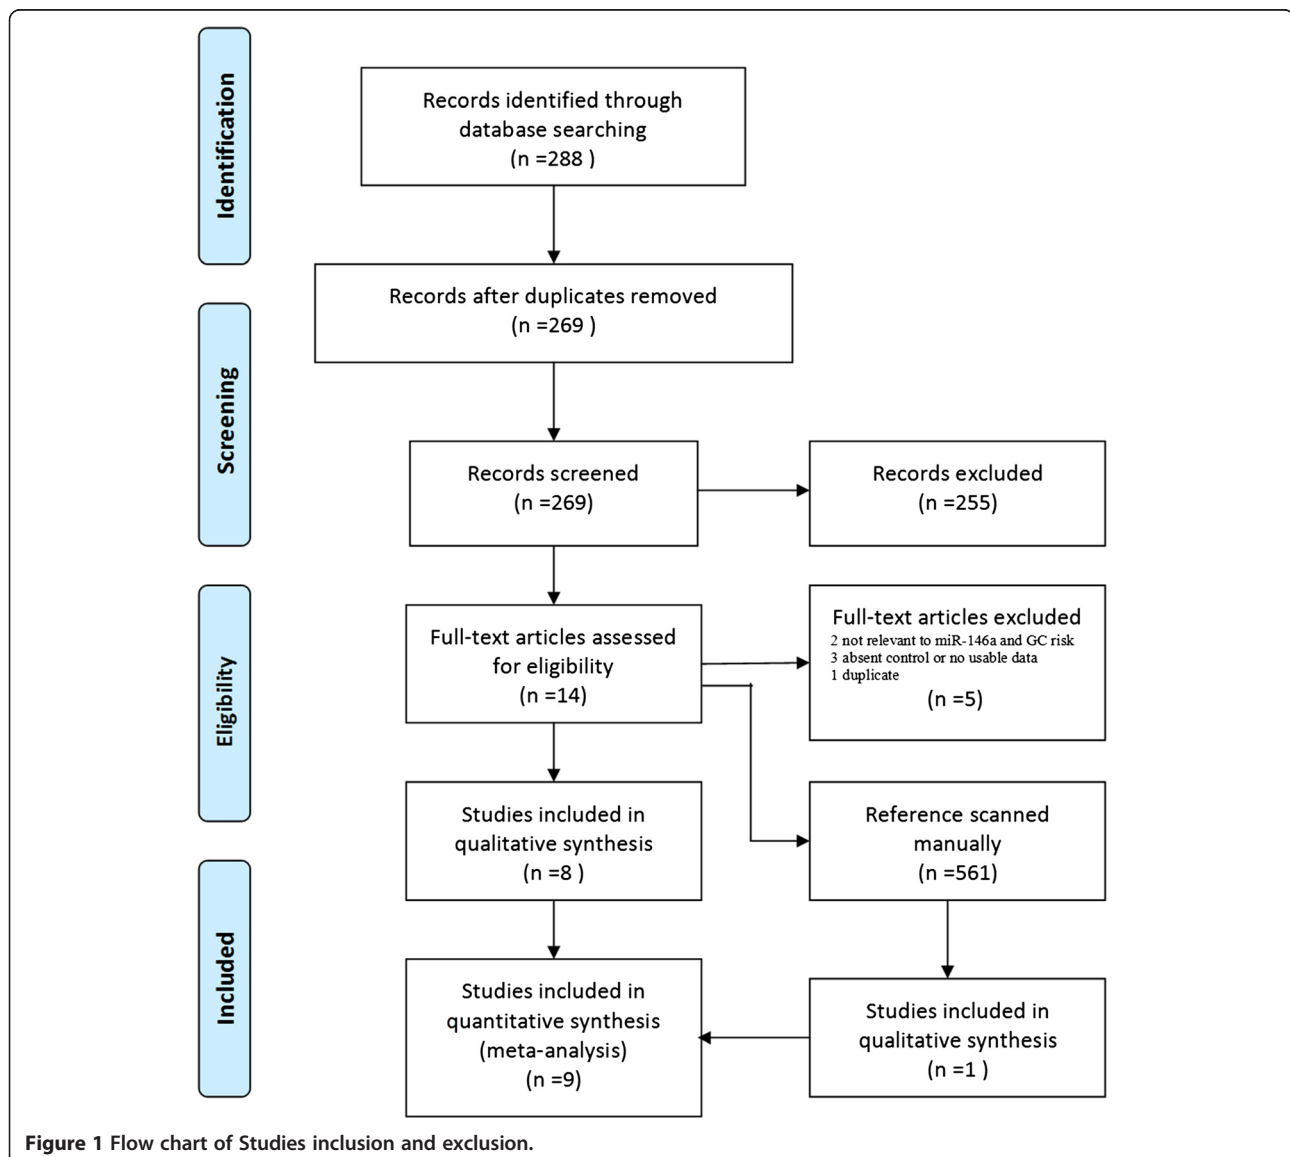 Identification
Records identified through
database searching
(n =288 )
Records after duplicates removed
(n =269 )
Screening
Records screened
(n =269)
Records excluded
(n =255)
Eligibility
Full-text articles assessed
for eligibility
(n =14)
Full-text articles excluded
2 not relevant to miR-146a and GC risk
3 absent control or no usable data
1 duplicate
(n =5)
Studies included in
qualitative synthesis
(n =8 )
Reference scanned
manually
(n =561)
Included
Studies included in
quantitative synthesis
(meta-analysis)
(n =9)
Studies included in
qualitative synthesis
(n =1 )
Figure 1 Flow chart of Studies inclusion and exclusion.